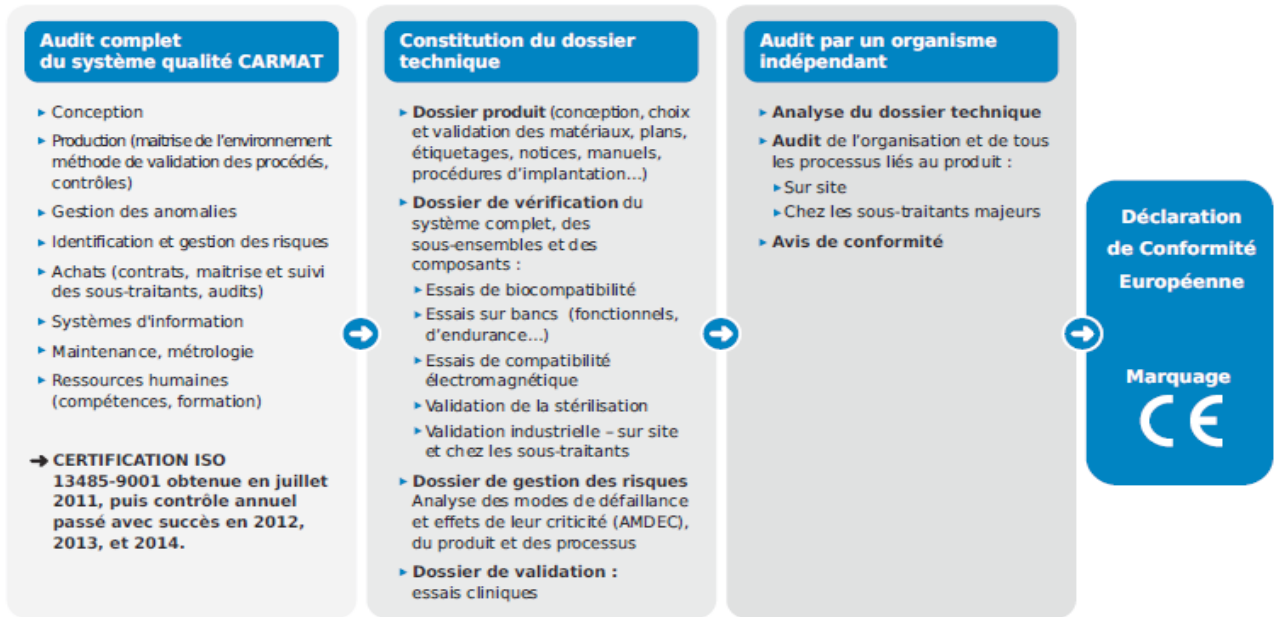 Audit complet
du système qualité CARMAT
Conception
Production (maitrise de l'environnement
méthode de validation des procédés,
contrôles)
Gestion des anomalies
Identification et gestion des risques
Achats (contrats, maitrise et suivi
des sous-traitants, audits)
Systèmes d'information
Maintenance, métrologie
Ressources humaines
(compétences, formation)
CERTIFICATION ISO
13485-9001 obtenue en juillet
2011, puis contrôle annuel
passé avec succès en 2012,
2013, et 2014.
Constitution du dossier
technique
Dossier produit (conception, choix
et validation des matériaux, plans,
étiquetages, notices, manuels,
procédures d'implantation...)
Dossier de vérification du
système complet, des
sous-ensembles et des
composants :
Essais de biocompatibilité
Essais sur bancs (fonctionnels,
d'endurance...)
Essais de compatibilité
électromagnétique
Validation de la stérilisation
Validation industrielle – sur site
et chez les sous-traitants
Dossier de gestion des risques
Analyse des modes de défaillance
et effets de leur criticité (AMDEC),
du produit et des processus
Dossier de validation :
essais cliniques
Audit par un organisme
indépendant
Analyse du dossier technique
Audit de l'organisation et de tous
les processus liés au produit :
Sur site
Chez les sous-traitants majeurs
Avis de conformité
Déclaration
de Conformité
Européenne
Marquage
CE